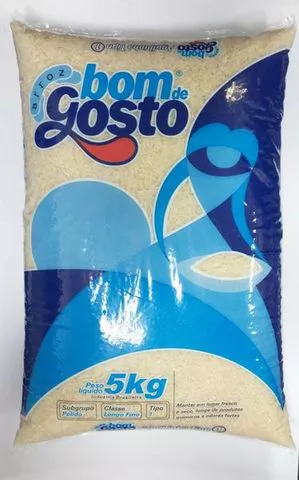 arroz
bom de
gosto
Peso
líquido
5kg
Indústria Brasileira
Subgrupo
Polido
Classe
Longo Fino
Tipo
1
Manter em lugar fresco
e seco, longe de produtos
químicos e odores fortes